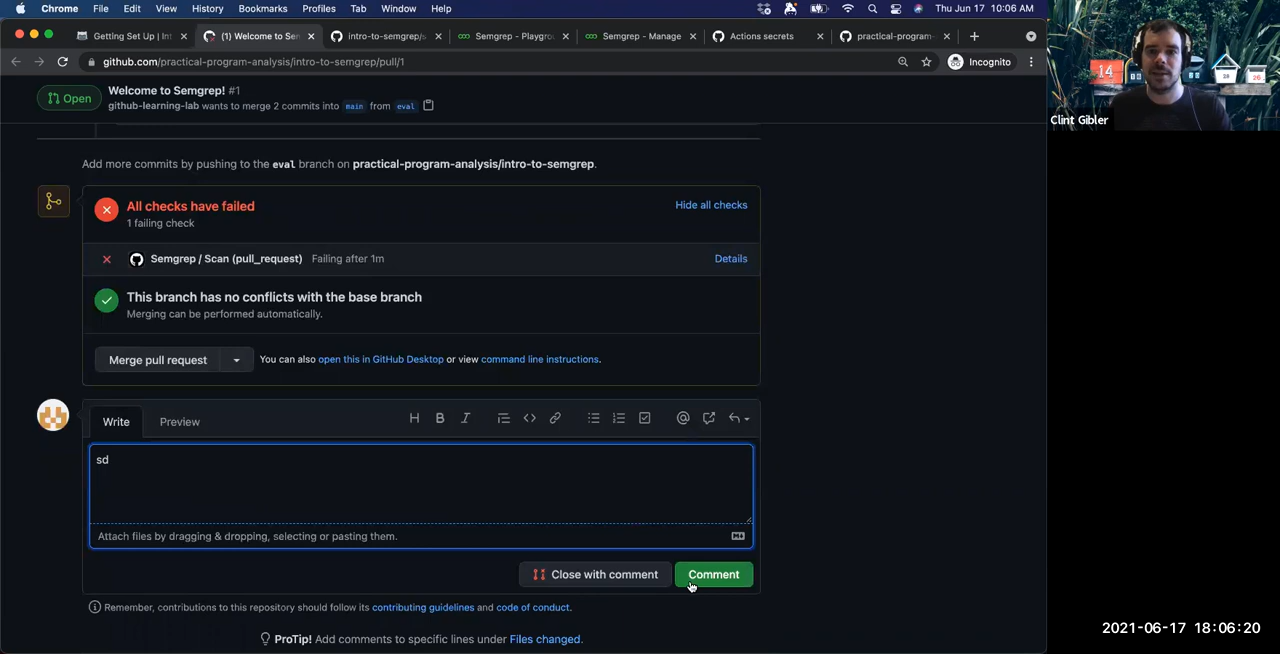 Chrome File Edit View History Bookmarks Profiles Tab Window Help Thu Jun 17 10:06 AM
Getting Set Up | Int (1) Welcome to Sem intro-to-semgrep/s Semgrep - Playgrou Semgrep - Manage Actions secrets practical-program-
github.com/practical-program-analysis/intro-to-semgrep/pull/1 Incognito
14
38
26
Clint Gibler
Open Welcome to Semgrep! #1
github-learning-lab wants to merge 2 commits into main from eval
Add more commits by pushing to the eval branch on practical-program-analysis/intro-to-semgrep.
All checks have failed Hide all checks
1 failing check
Semgrep / Scan (pull_request) Failing after 1m Details
This branch has no conflicts with the base branch
Merging can be performed automatically.
Merge pull request You can also open this in GitHub Desktop or view command line instructions.
Write Preview H B I
sd
Attach files by dragging & dropping, selecting or pasting them.
Close with comment Comment
Remember, contributions to this repository should follow its contributing guidelines and code of conduct.
ProTip! Add comments to specific lines under Files changed.
2021-06-17 18:06:20